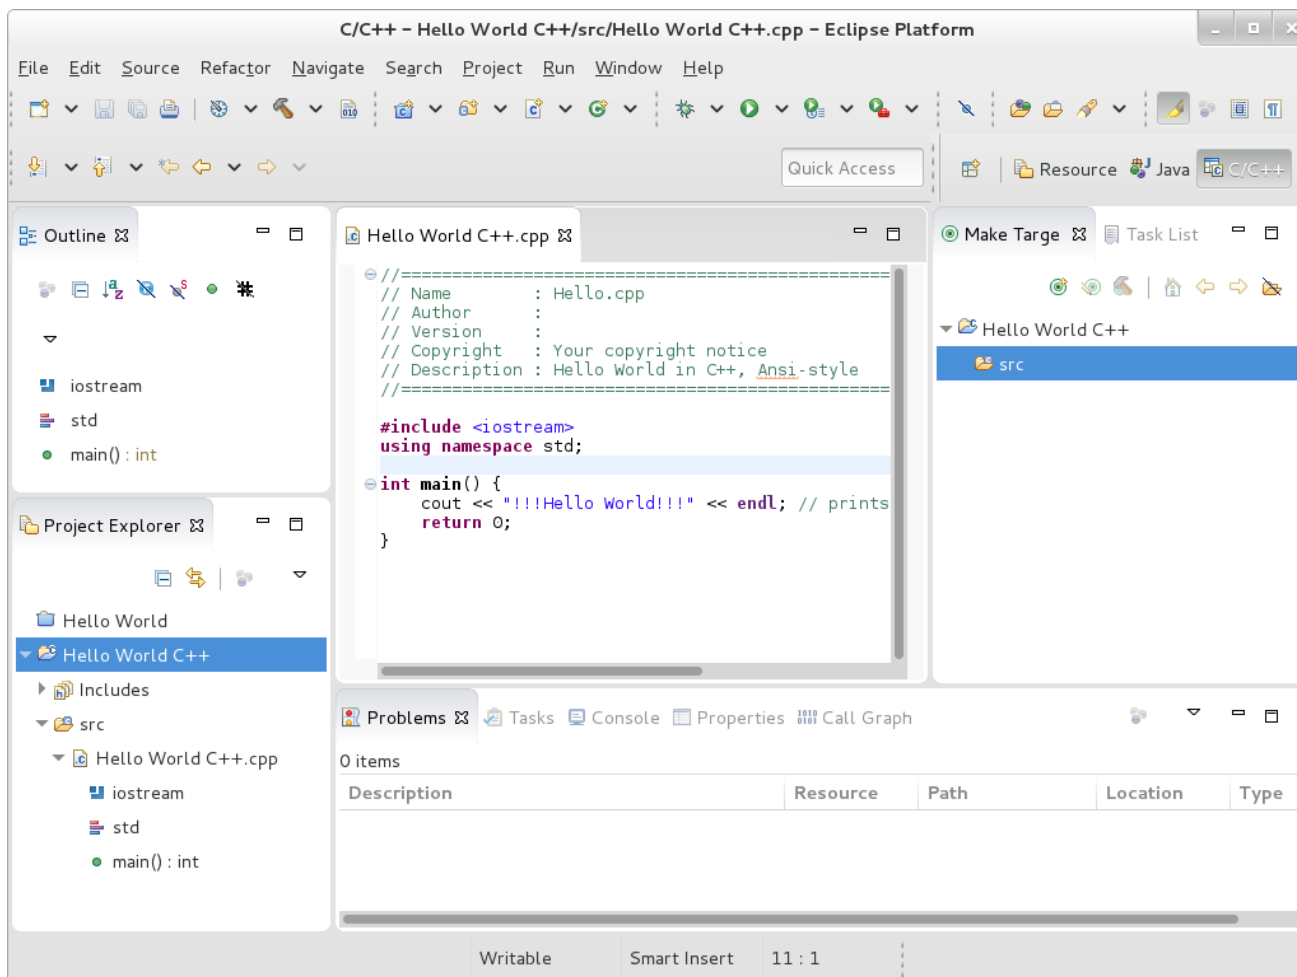 C/C++ – Hello World C++/src/Hello World C++.cpp – Eclipse Platform
File Edit Source Refactor Navigate Search Project Run Window Help
Quick Access
Resource Java C/C++
Outline
iostream
std
main() : int
Project Explorer
Hello World
Hello World C++
Includes
src
Hello World C++.cpp
iostream
std
main() : int
Hello World C++.cpp
//================================================
// Name        : Hello.cpp
// Author      :
// Version     :
// Copyright   : Your copyright notice
// Description : Hello World in C++, Ansi-style
//================================================
#include <iostream>
using namespace std;
int main() {
    cout << "!!!Hello World!!!" << endl; // prints
    return 0;
}
Make Targe Task List
Hello World C++
src
Problems Tasks Console Properties Call Graph
0 items
Description Resource Path Location Type
Writable Smart Insert 11 : 1